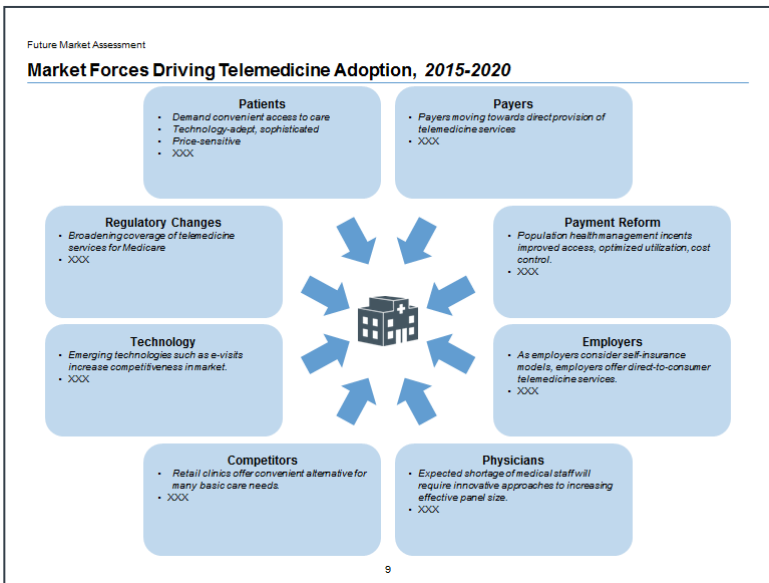 Future Market Assessment
Market Forces Driving Telemedicine Adoption, 2015-2020
Patients
• Demand convenient access to care
• Technology-adept, sophisticated
• Price-sensitive
• XXX
Payers
• Payers moving towards direct provision of
telemedicine services
• XXX
Regulatory Changes
• Broadening coverage of telemedicine
services for Medicare
• XXX
Payment Reform
• Population health management incents
improved access, optimized utilization, cost
control.
• XXX
Technology
• Emerging technologies such as e-visits
increase competitiveness in market.
• XXX
Employers
• As employers consider self-insurance
models, employers offer direct-to-consumer
telemedicine services.
• XXX
Competitors
• Retail clinics offer convenient alternative for
many basic care needs.
• XXX
Physicians
• Expected shortage of medical staff will
require innovative approaches to increasing
effective panel size.
• XXX
9